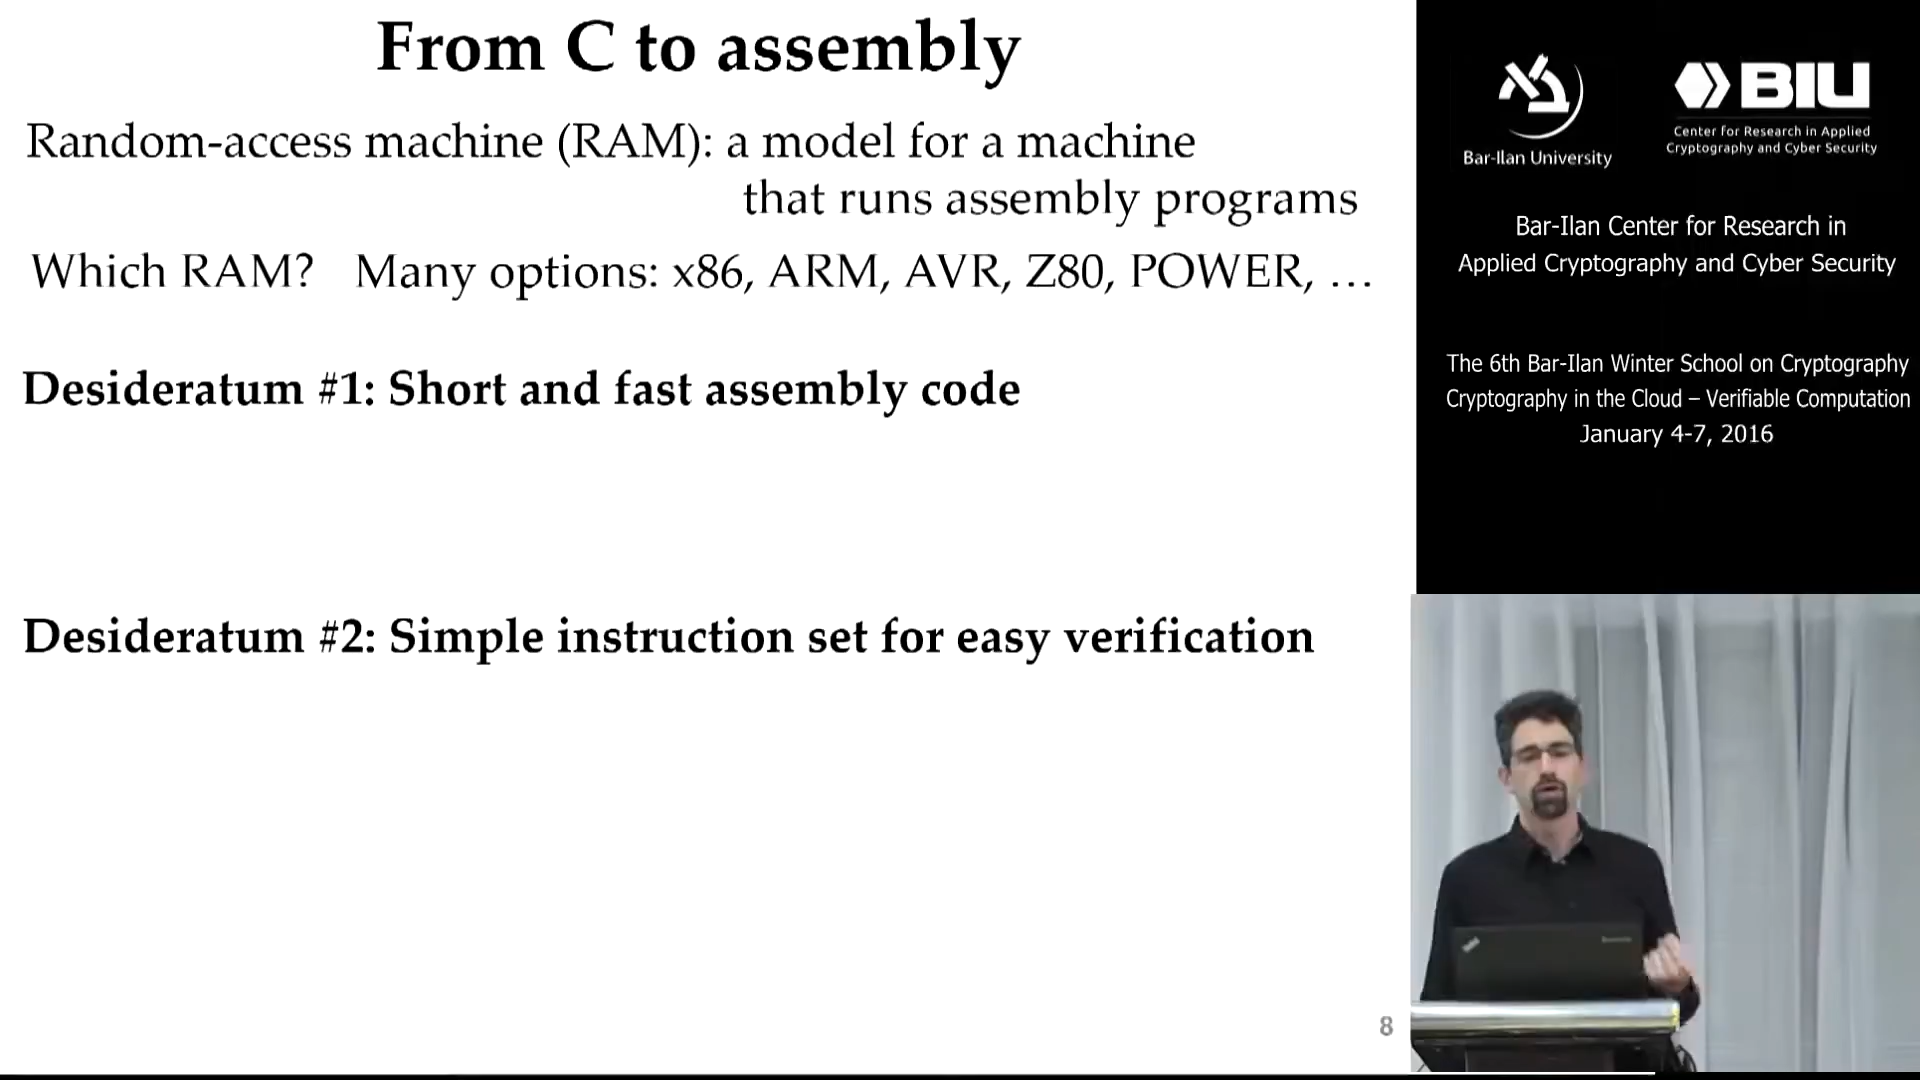 From C to assembly
Random-access machine (RAM): a model for a machine
that runs assembly programs
Which RAM? Many options: x86, ARM, AVR, Z80, POWER, …
Desideratum #1: Short and fast assembly code
Desideratum #2: Simple instruction set for easy verification
8
Bar-Ilan University
BIU
Center for Research in Applied
Cryptography and Cyber Security
Bar-Ilan Center for Research in
Applied Cryptography and Cyber Security
The 6th Bar-Ilan Winter School on Cryptography
Cryptography in the Cloud – Verifiable Computation
January 4-7, 2016